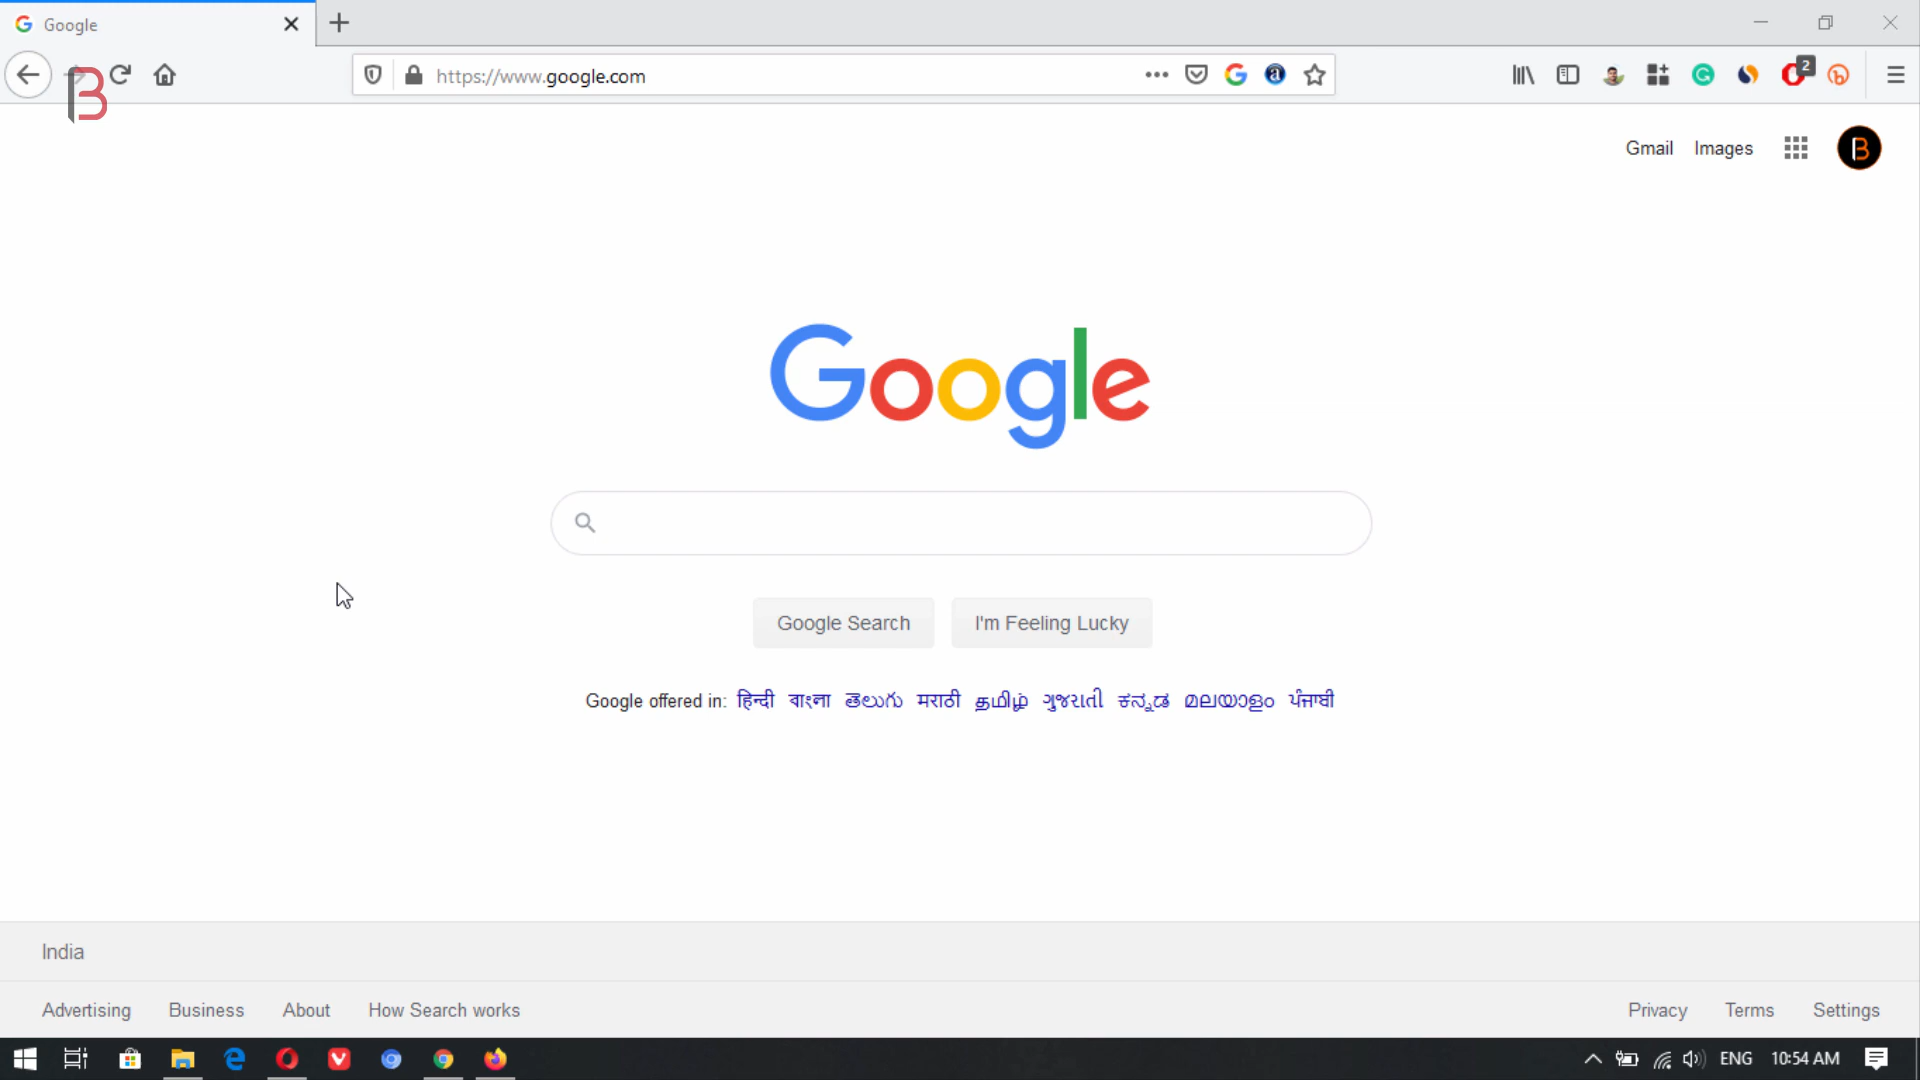 Google
https://www.google.com
2
Gmail Images
B
Google
Google Search I'm Feeling Lucky
Google offered in: हिन्दी বাংলা తెలుగు मराठी தமிழ் ગુજરાતી ಕನ್ನಡ മലയാളം ਪੰਜਾਬੀ
India
Advertising Business About How Search works Privacy Terms Settings
ENG 10:54 AM